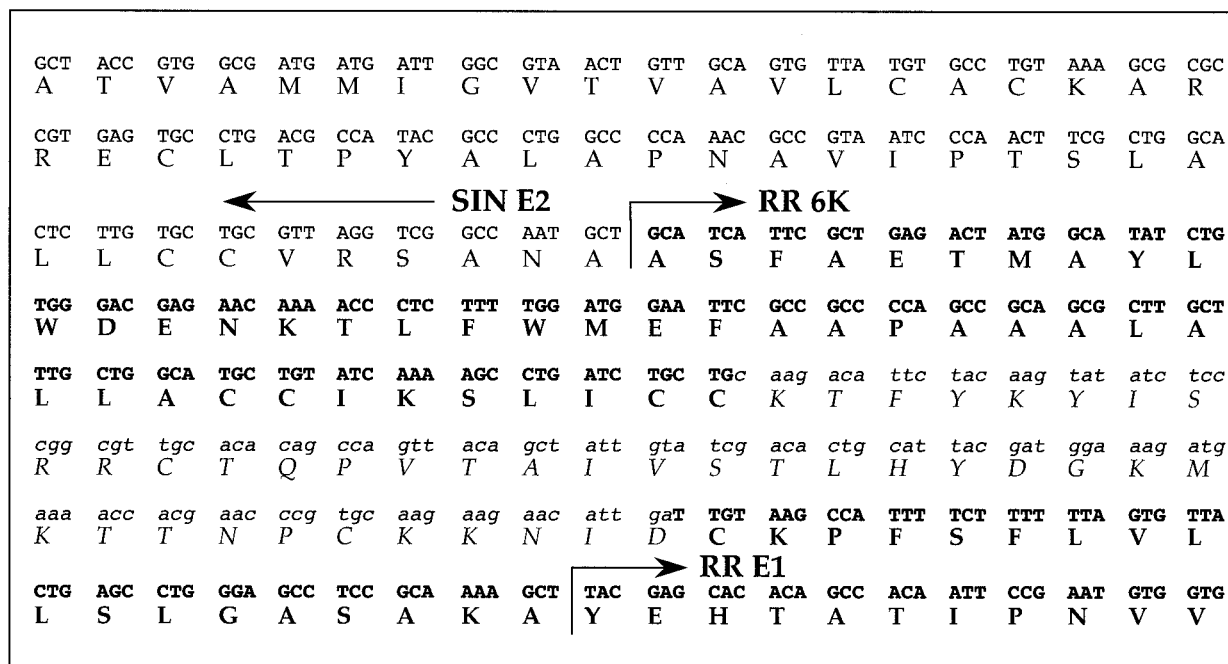 GCT ACC GTG GCG ATG ATG ATT GGC GTA ACT GTT GCA GTG TTA TGT GCC TGT AAA GCG CGC
A T V A M M I G V T V A V L C A C K A R
CGT GAG TGC CTG ACG CCA TAC GCC CTG GCC CCA AAC GCC GTA ATC CCA ACT TCG CTG GCA
R E C L T P Y A L A P N A V I P T S L A
SIN E2 RR 6K
CTC TTG TGC TGC GTT AGG TCG GCC AAT GCT GCA TCA TTC GCT GAG ACT ATG GCA TAT CTG
L L C C V R S A N A A S F A E T M A Y L
TGG GAC GAG AAC AAA ACC CTC TTT TGG ATG GAA TTC GCC GCC CCA GCC GCA GCG CTT GCT
W D E N K T L F W M E F A A P A A A L A
TTG CTG GCA TGC TGT ATC AAA AGC CTG ATC TGC TGc aag aca ttc tac aag tat atc tcc
L L A C C I K S L I C C K T F Y K Y I S
cgg cgt tgc aca cag cca gtt aca gct att gta tcg aca ctg cat tac gat gga aag atg
R R C T Q P V T A I V S T L H Y D G K M
aaa acc acg aac ccg tgc aag aag aac att gaT TGT AAG CCA TTT TCT TTT TTA GTG TTA
K T T N P C K K N I D C K P F S F L V L
RR E1
CTG AGC CTG GGA GCC TCC GCA AAA GCT TAC GAG CAC ACA GCC ACA ATT CCG AAT GTG GTG
L S L G A S A K A Y E H T A T I P N V V